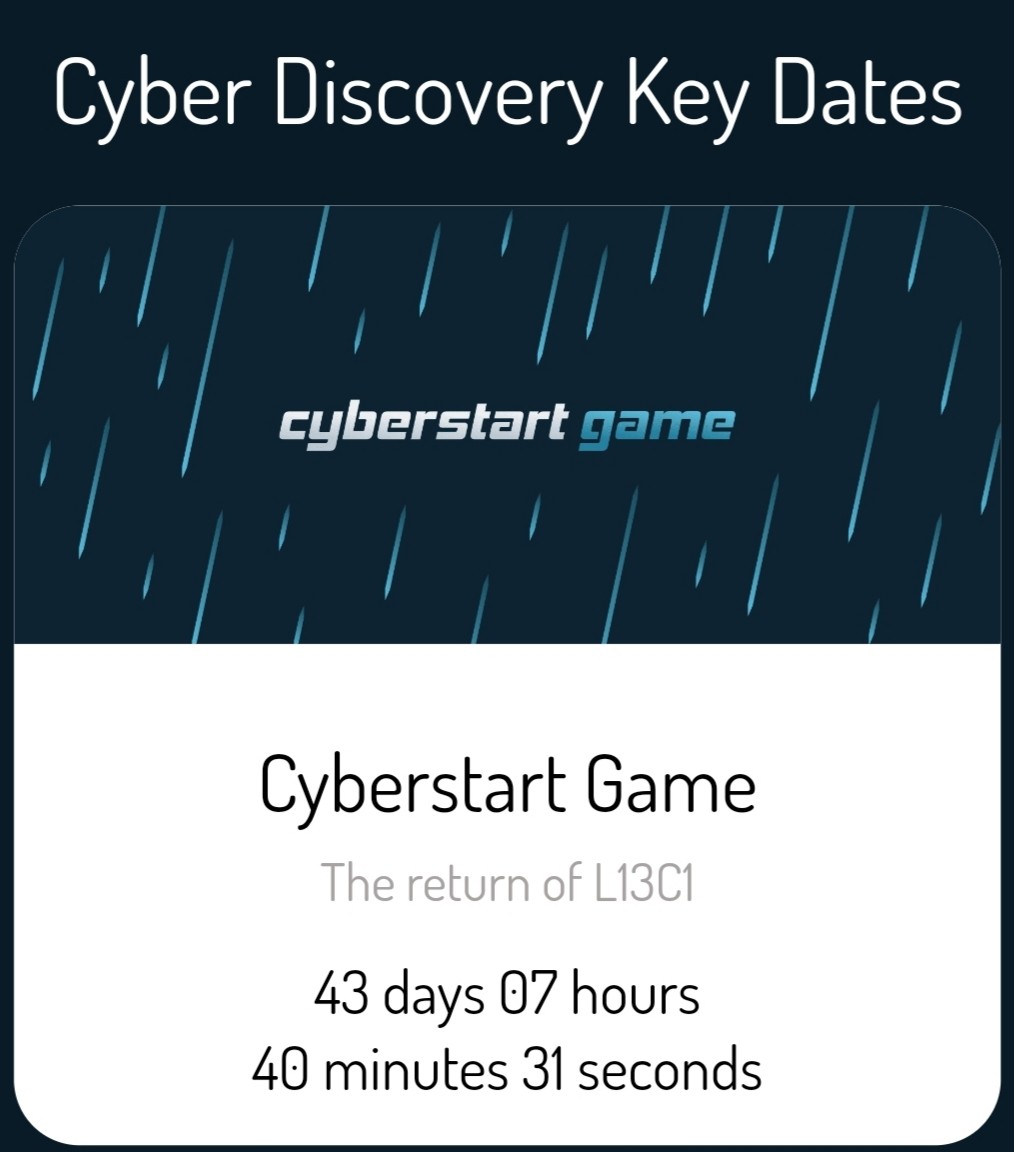 Cyber Discovery Key Dates
cyberstart game
Cyberstart Game
The return of L13C1
43 days 07 hours
40 minutes 31 seconds